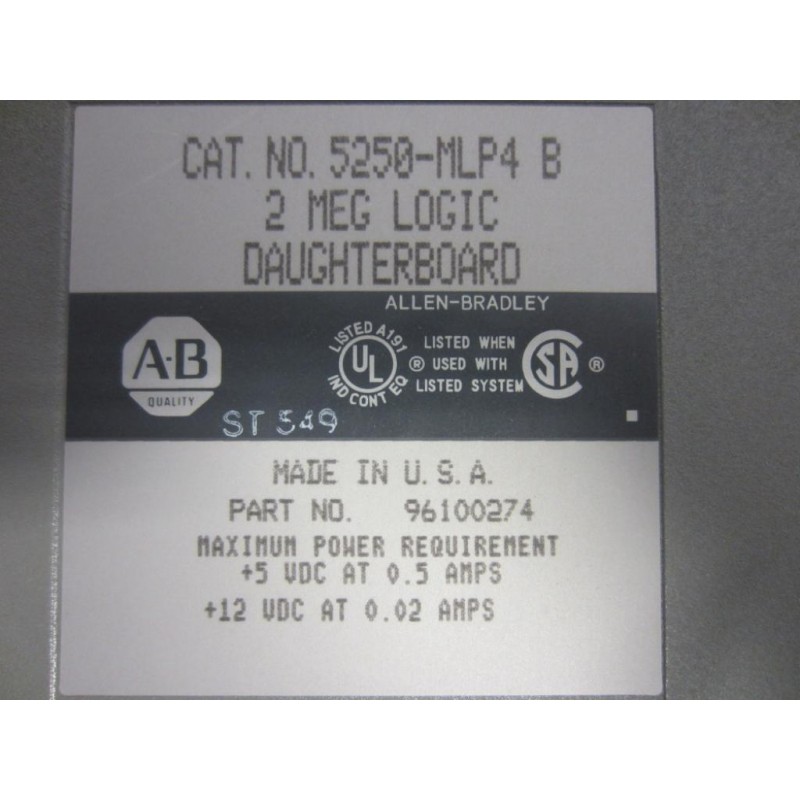 CAT. NO. 5250-MLP4 B
2 MEG LOGIC
DAUGHTERBOARD
ALLEN-BRADLEY
A·B
QUALITY
LISTED A191
UL
IND CONT EQ
®
LISTED WHEN
USED WITH
LISTED SYSTEM
SA
®
ST 549
MADE IN U.S.A.
PART NO. 96100274
MAXIMUM POWER REQUIREMENT
+5 VDC AT 0.5 AMPS
+12 VDC AT 0.02 AMPS